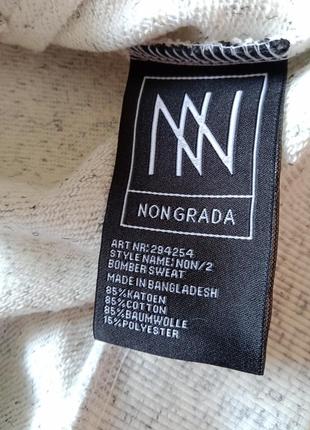 NN
NONGRADA
ART NR: 294254
STYLE NAME: NON/2
BOMBER SWEAT
MADE IN BANGLADESH
85%KATOEN
85%COTTON
85%BAUMWOLLE
15%POLYESTER